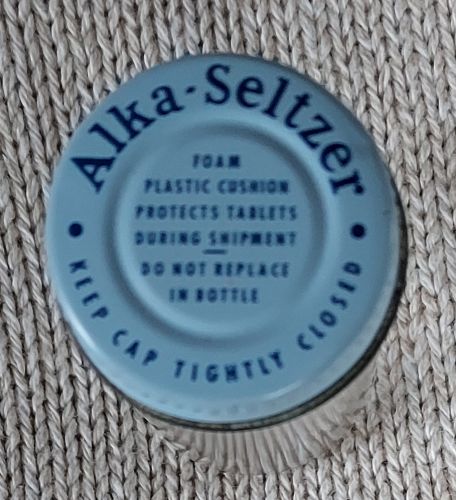 Alka-Seltzer
FOAM
PLASTIC CUSHION
PROTECTS TABLETS
DURING SHIPMENT
DO NOT REPLACE
IN BOTTLE
KEEP CAP TIGHTLY CLOSED